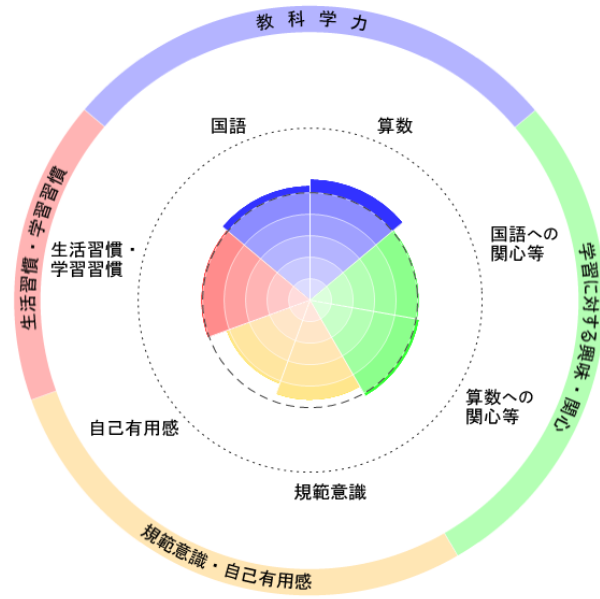 教科学力
国語
算数
国語への
関心等
学習に対する興味・関心
算数への
関心等
規範意識
規範意識・自己有用感
自己有用感
生活習慣・
学習習慣
生活習慣・学習習慣